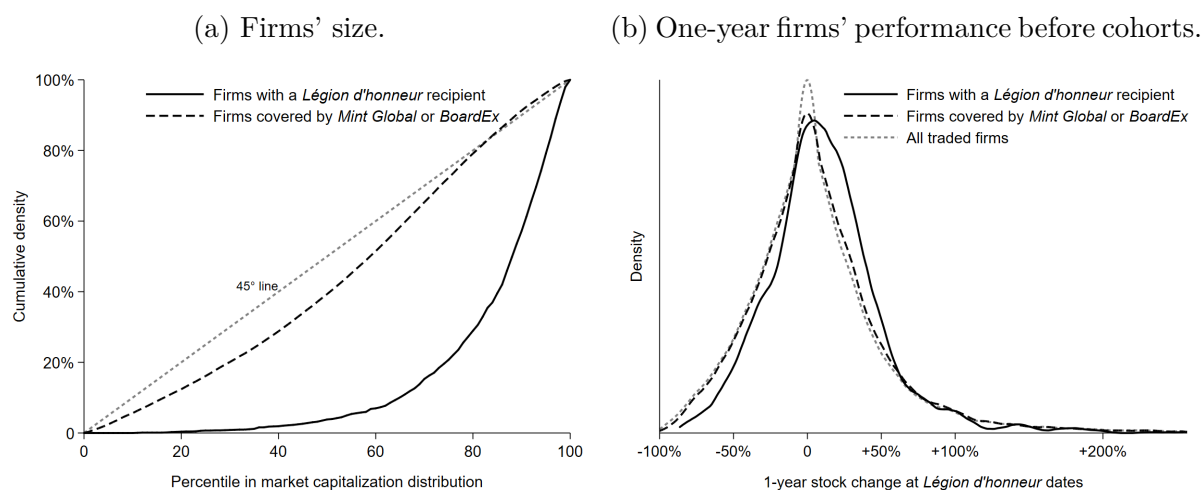 (a) Firms’ size.
100%
80%
60%
40%
20%
0
Cumulative density
Firms with a Légion d'honneur recipient
Firms covered by Mint Global or BoardEx
45° line
0 20 40 60 80 100
Percentile in market capitalization distribution
(b) One-year firms’ performance before cohorts.
Density
Firms with a Légion d'honneur recipient
Firms covered by Mint Global or BoardEx
All traded firms
-100% -50% 0 +50% +100% +200%
1-year stock change at Légion d'honneur dates